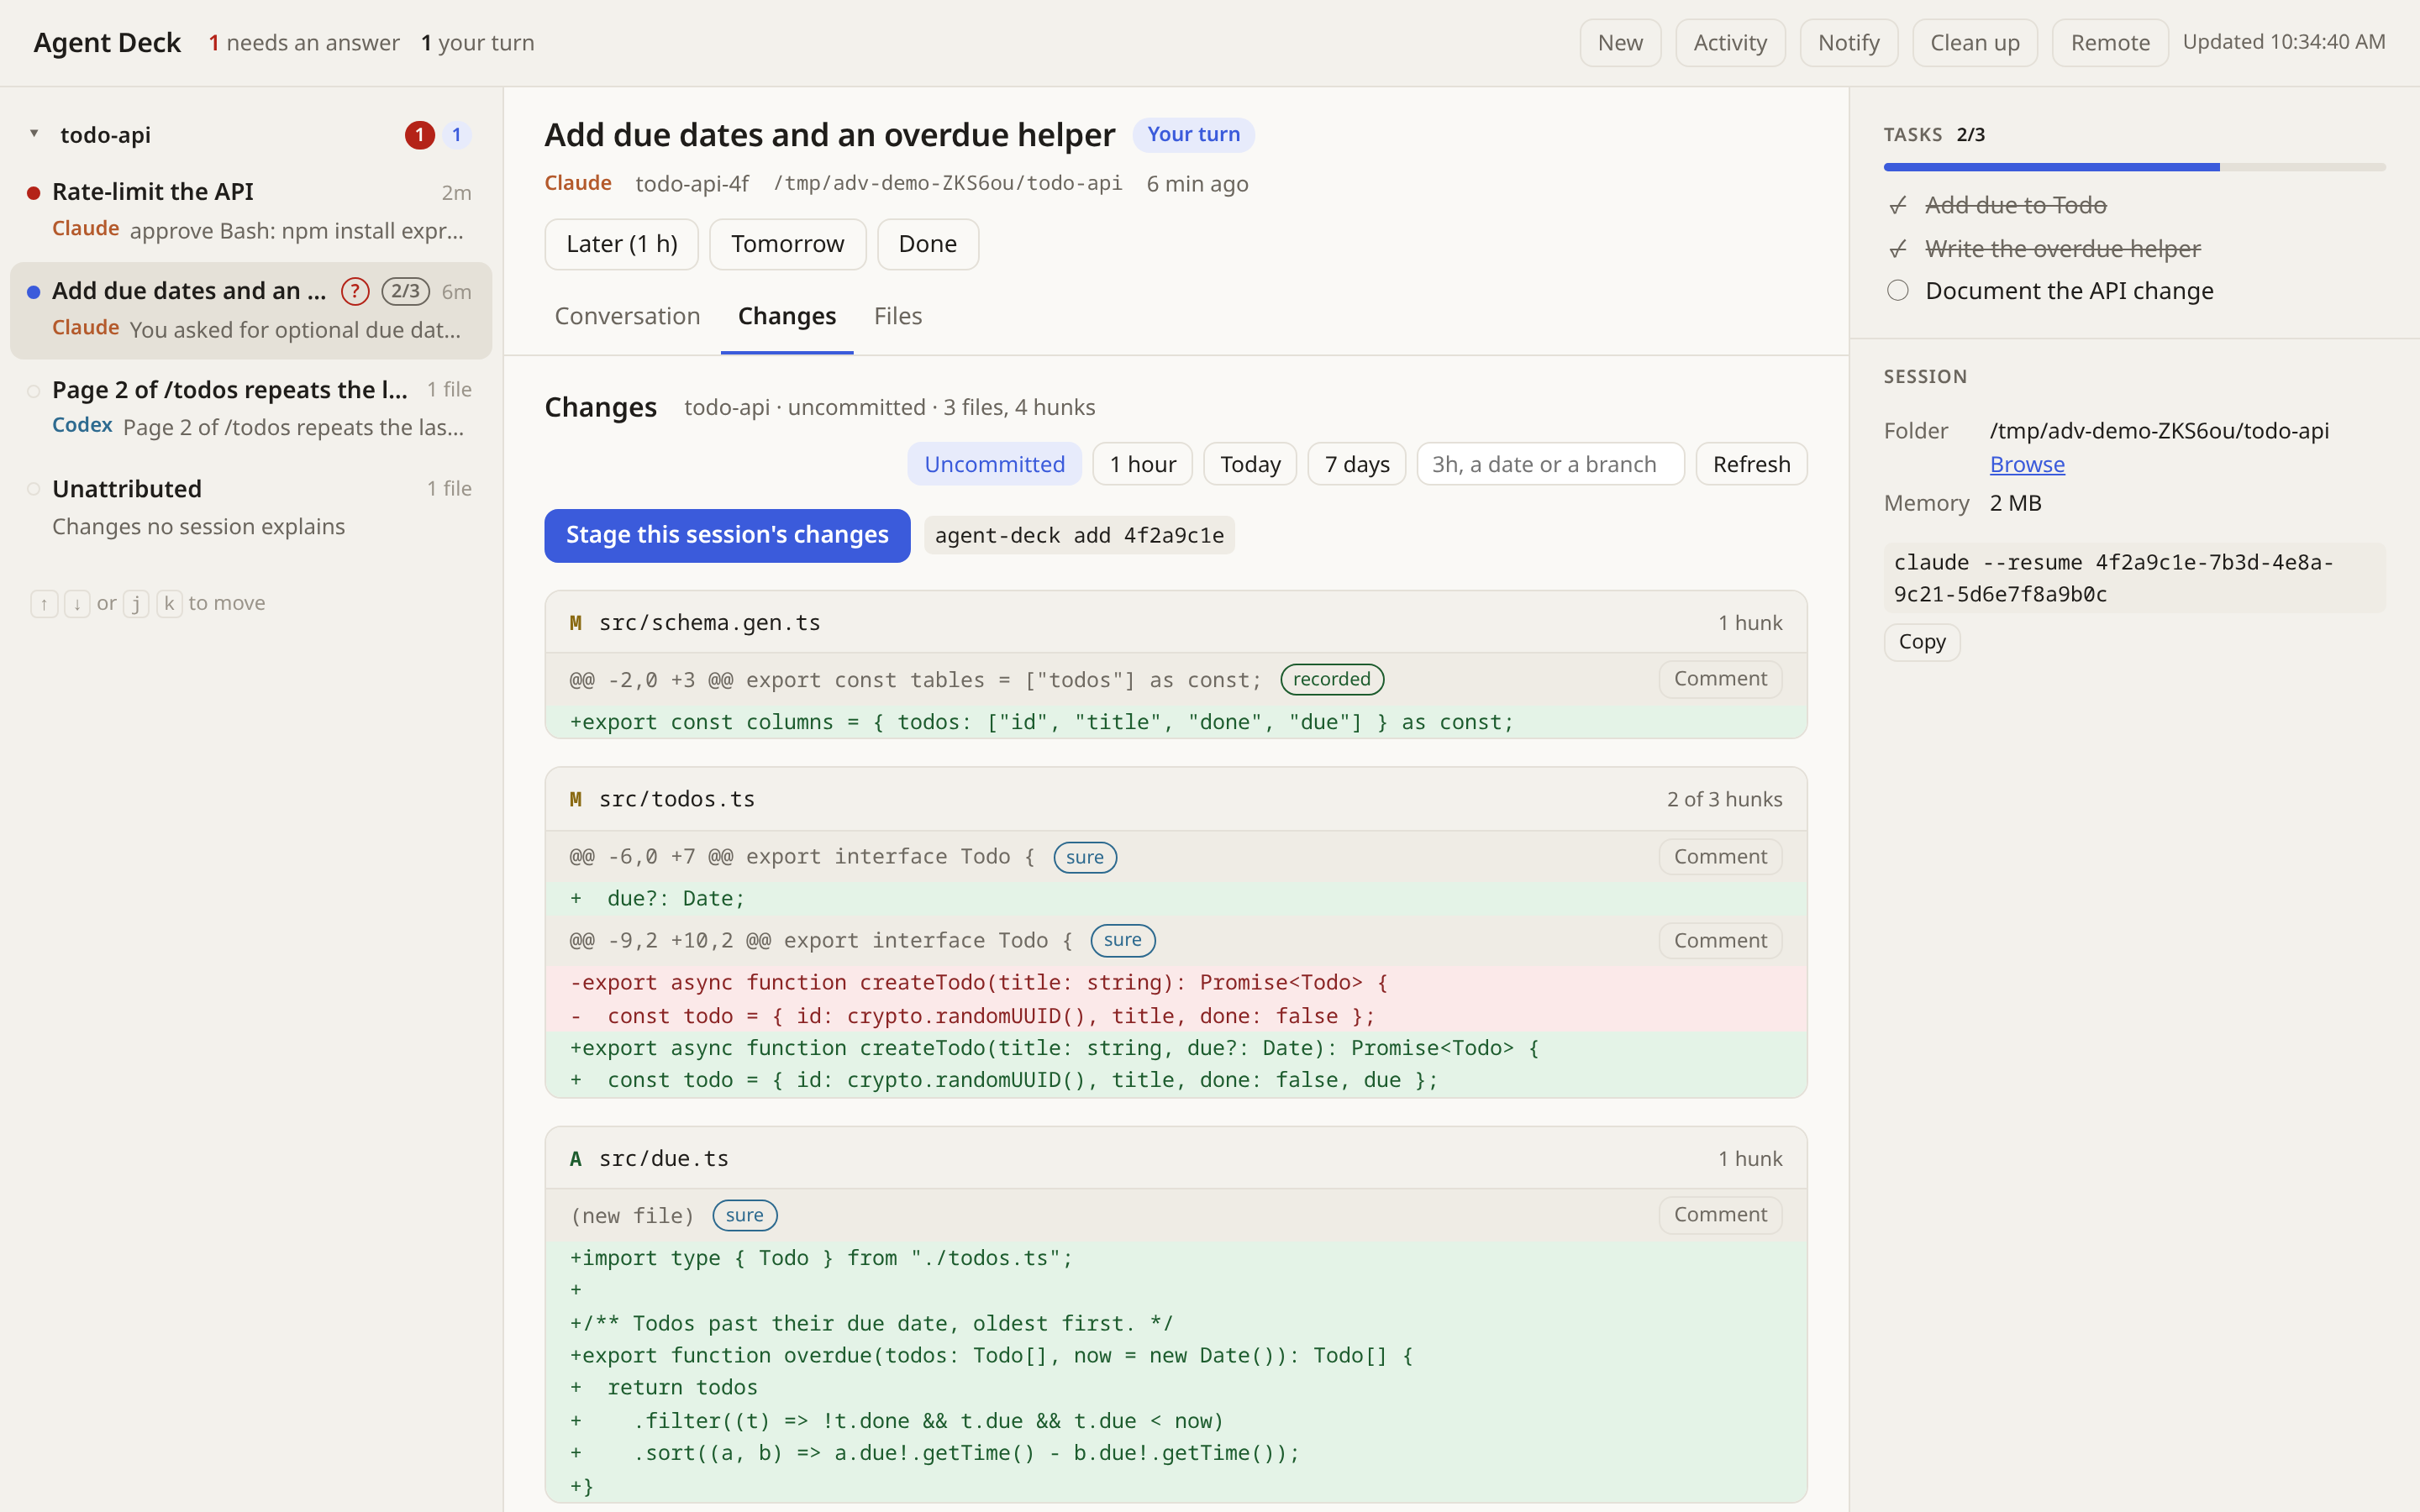 Agent Deck 1 needs an answer 1 your turn New Activity Notify Clean up Remote Updated 10:34:40 AM
todo-api 1 1
Rate-limit the API 2m
Claude approve Bash: npm install expr...
Add due dates and an ... ? 2/3 6m
Claude You asked for optional due dat...
Page 2 of /todos repeats the l... 1 file
Codex Page 2 of /todos repeats the las...
Unattributed 1 file
Changes no session explains
↑ ↓ or j k to move
Add due dates and an overdue helper Your turn
Claude todo-api-4f /tmp/adv-demo-ZKS6ou/todo-api 6 min ago
Later (1 h) Tomorrow Done
Conversation Changes Files
Changes todo-api · uncommitted · 3 files, 4 hunks
Uncommitted 1 hour Today 7 days 3h, a date or a branch Refresh
Stage this session's changes agent-deck add 4f2a9c1e
M src/schema.gen.ts 1 hunk
@@ -2,0 +3 @@ export const tables = ["todos"] as const; recorded Comment
+export const columns = { todos: ["id", "title", "done", "due"] } as const;
M src/todos.ts 2 of 3 hunks
@@ -6,0 +7 @@ export interface Todo { sure Comment
+  due?: Date;
@@ -9,2 +10,2 @@ export interface Todo { sure Comment
-export async function createTodo(title: string): Promise<Todo> {
-  const todo = { id: crypto.randomUUID(), title, done: false };
+export async function createTodo(title: string, due?: Date): Promise<Todo> {
+  const todo = { id: crypto.randomUUID(), title, done: false, due };
A src/due.ts 1 hunk
(new file) sure Comment
+import type { Todo } from "./todos.ts";
+
+/** Todos past their due date, oldest first. */
+export function overdue(todos: Todo[], now = new Date()): Todo[] {
+  return todos
+    .filter((t) => !t.done && t.due && t.due < now)
+    .sort((a, b) => a.due!.getTime() - b.due!.getTime());
+}
TASKS 2/3
✓ Add due to Todo
✓ Write the overdue helper
Document the API change
SESSION
Folder /tmp/adv-demo-ZKS6ou/todo-api
Browse
Memory 2 MB
claude --resume 4f2a9c1e-7b3d-4e8a-
9c21-5d6e7f8a9b0c
Copy